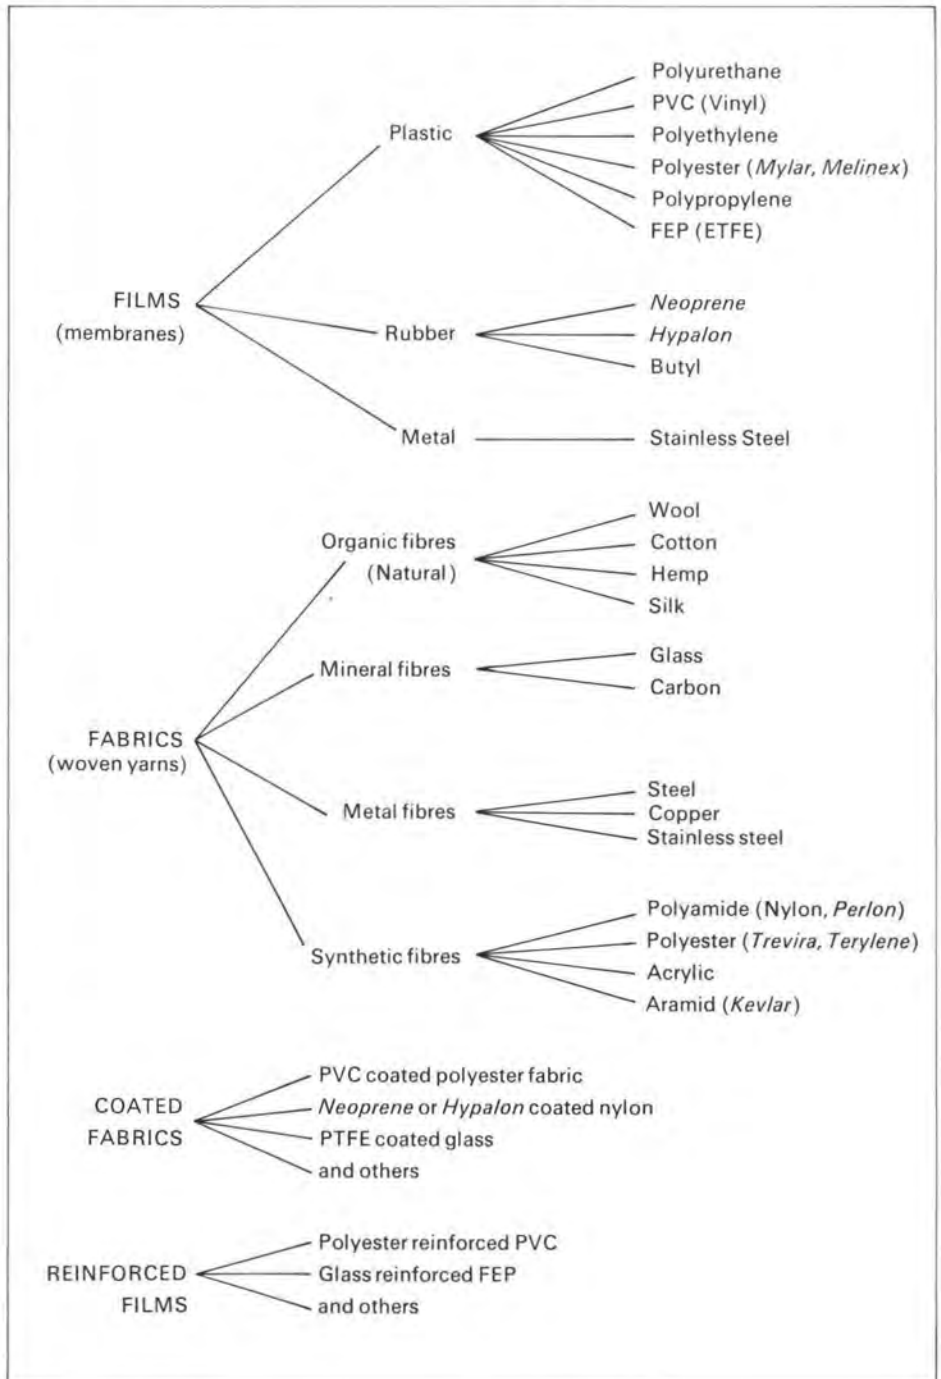 Polyurethane
PVC (Vinyl)
Plastic
Polyethylene
Polyester (Mylar, Melinex)
Polypropylene
FEP (ETFE)
FILMS
(membranes)
Neoprene
Rubber
Hypalon
Butyl
Metal
Stainless Steel
Wool
Organic fibres
(Natural)
Cotton
Hemp
Silk
Mineral fibres
Glass
Carbon
FABRICS
(woven yarns)
Metal fibres
Steel
Copper
Stainless steel
Synthetic fibres
Polyamide (Nylon, Perlon)
Polyester (Trevira, Terylene)
Acrylic
Aramid (Kevlar)
COATED
FABRICS
PVC coated polyester fabric
Neoprene or Hypalon coated nylon
PTFE coated glass
and others
REINFORCED
FILMS
Polyester reinforced PVC
Glass reinforced FEP
and others